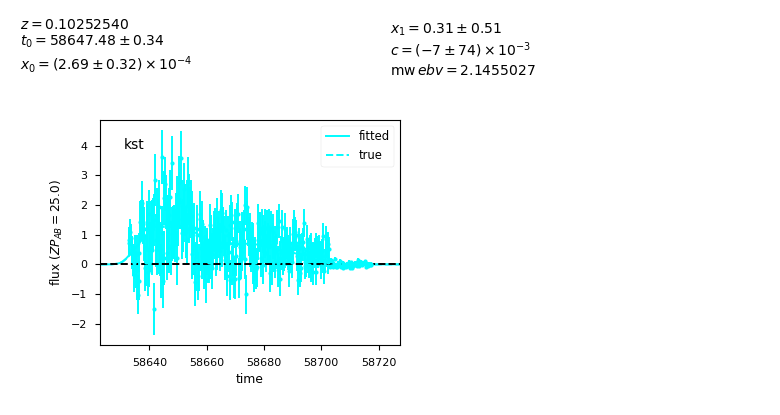 z = 0.10252540
t₀ = 58647.48 ± 0.34
x₀ = (2.69 ± 0.32) × 10⁻⁴
x₁ = 0.31 ± 0.51
c = (−7 ± 74) × 10⁻³
mw ebv = 2.1455027
kst
fitted
true
4
3
2
1
0
−1
−2
flux (ZP_AB = 25.0)
58640 58660 58680 58700 58720
time